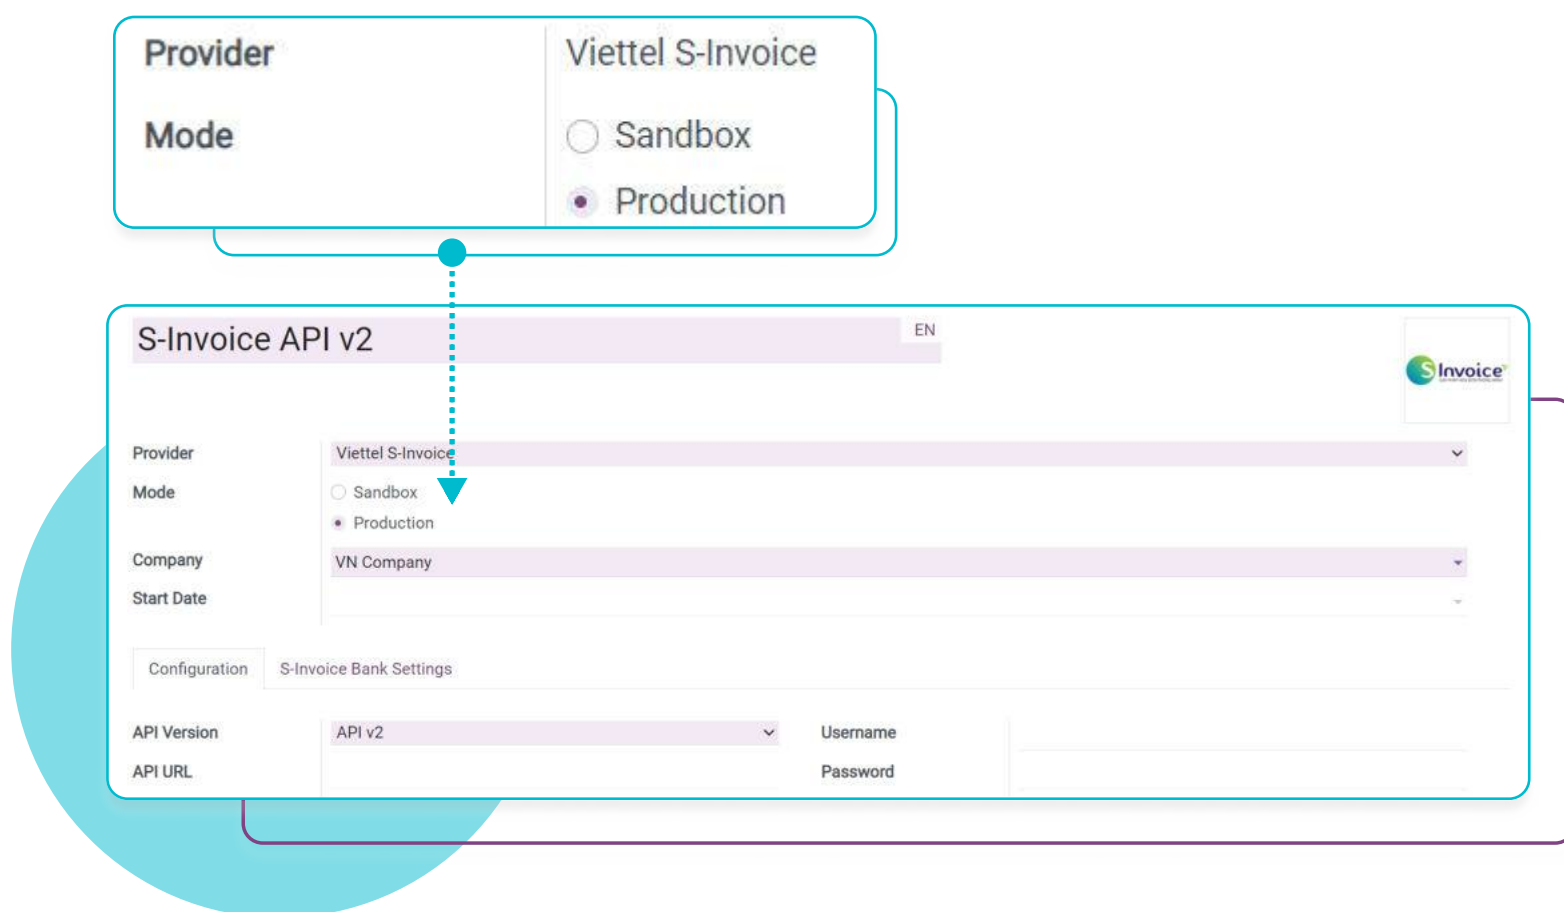 Provider Viettel S-Invoice
Mode Sandbox
Production
S-Invoice API v2 EN
S Invoice
Provider Viettel S-Invoice
Mode Sandbox
Production
Company VN Company
Start Date
Configuration S-Invoice Bank Settings
API Version API v2 Username
API URL Password